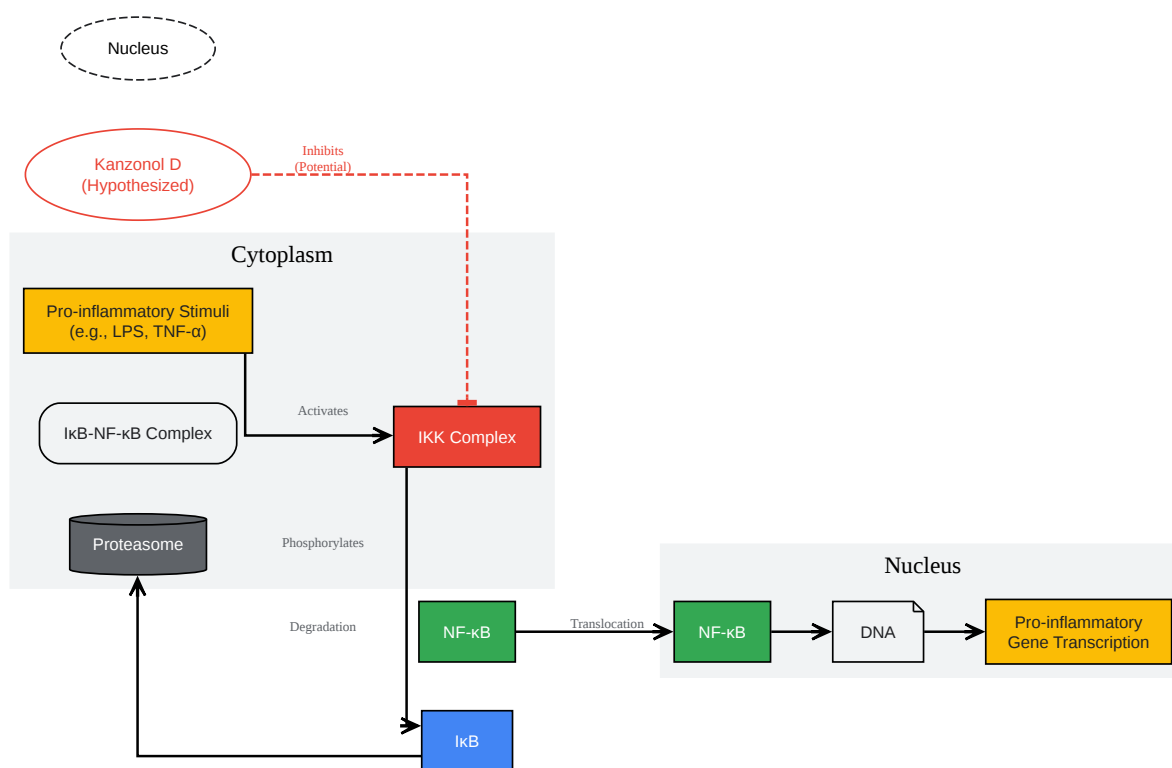 Nucleus
Kanzonol D
(Hypothesized)
Inhibits
(Potential)
Cytoplasm
Pro-inflammatory Stimuli
(e.g., LPS, TNF-α)
Activates
IκB-NF-κB Complex
IKK Complex
Proteasome
Phosphorylates
Nucleus
Degradation
NF-κB
Translocation
NF-κB
DNA
Pro-inflammatory
Gene Transcription
IκB